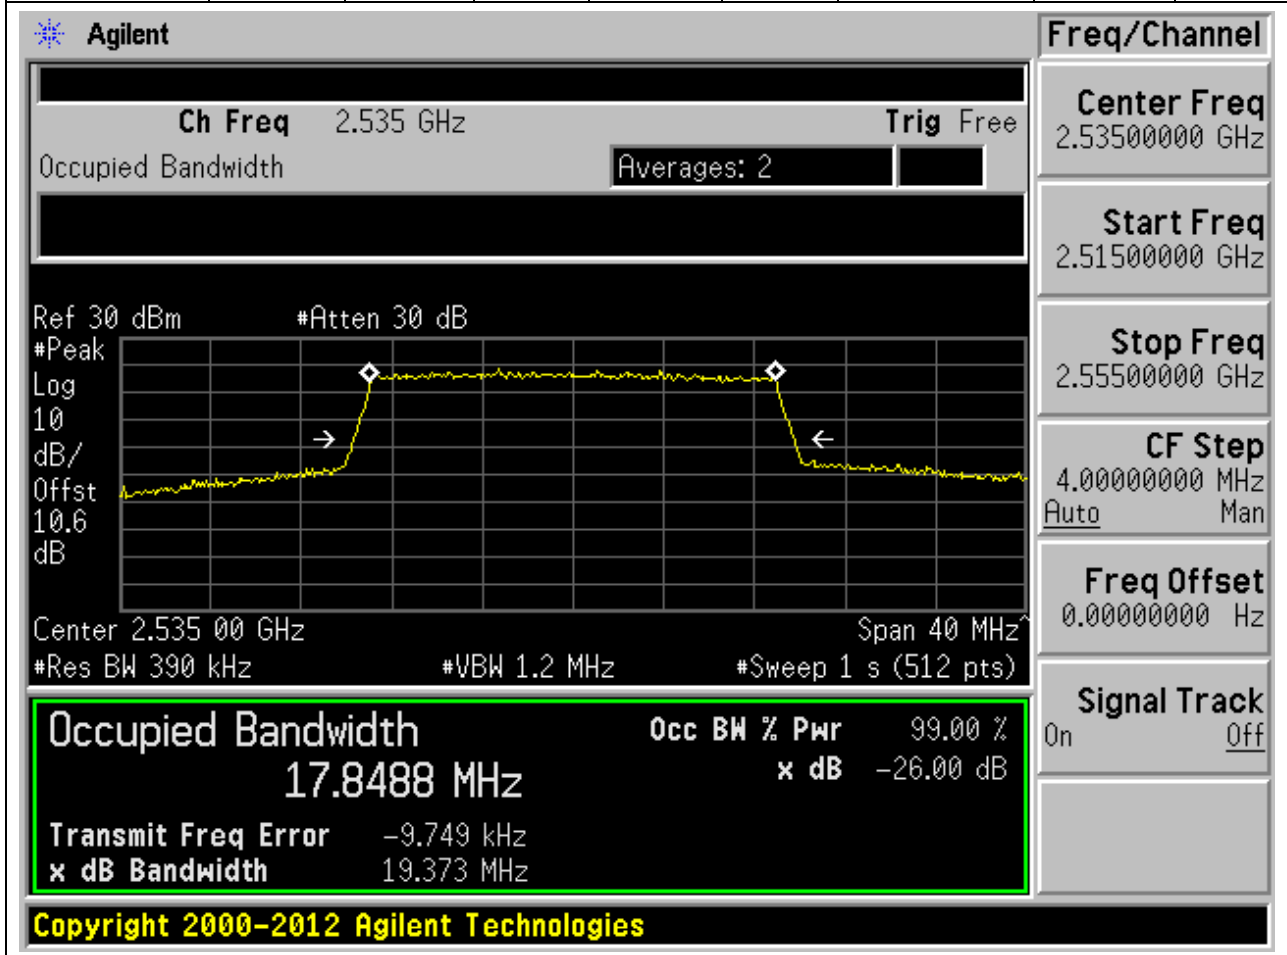 Agilent
Freq/Channel
Ch Freq 2.535 GHz Trig Free
Occupied Bandwidth Averages: 2
Center Freq
2.53500000 GHz
Start Freq
2.51500000 GHz
Stop Freq
2.55500000 GHz
CF Step
4.00000000 MHz
Auto Man
Freq Offset
0.00000000 Hz
Signal Track
On Off
Ref 30 dBm #Atten 30 dB
#Peak
Log
10
dB/
Offst
10.6
dB
Center 2.535 00 GHz Span 40 MHz^
#Res BW 390 kHz #VBW 1.2 MHz #Sweep 1 s (512 pts)
Occupied Bandwidth Occ BW % Pwr 99.00 %
17.8488 MHz x dB -26.00 dB
Transmit Freq Error -9.749 kHz
x dB Bandwidth 19.373 MHz
Copyright 2000-2012 Agilent Technologies